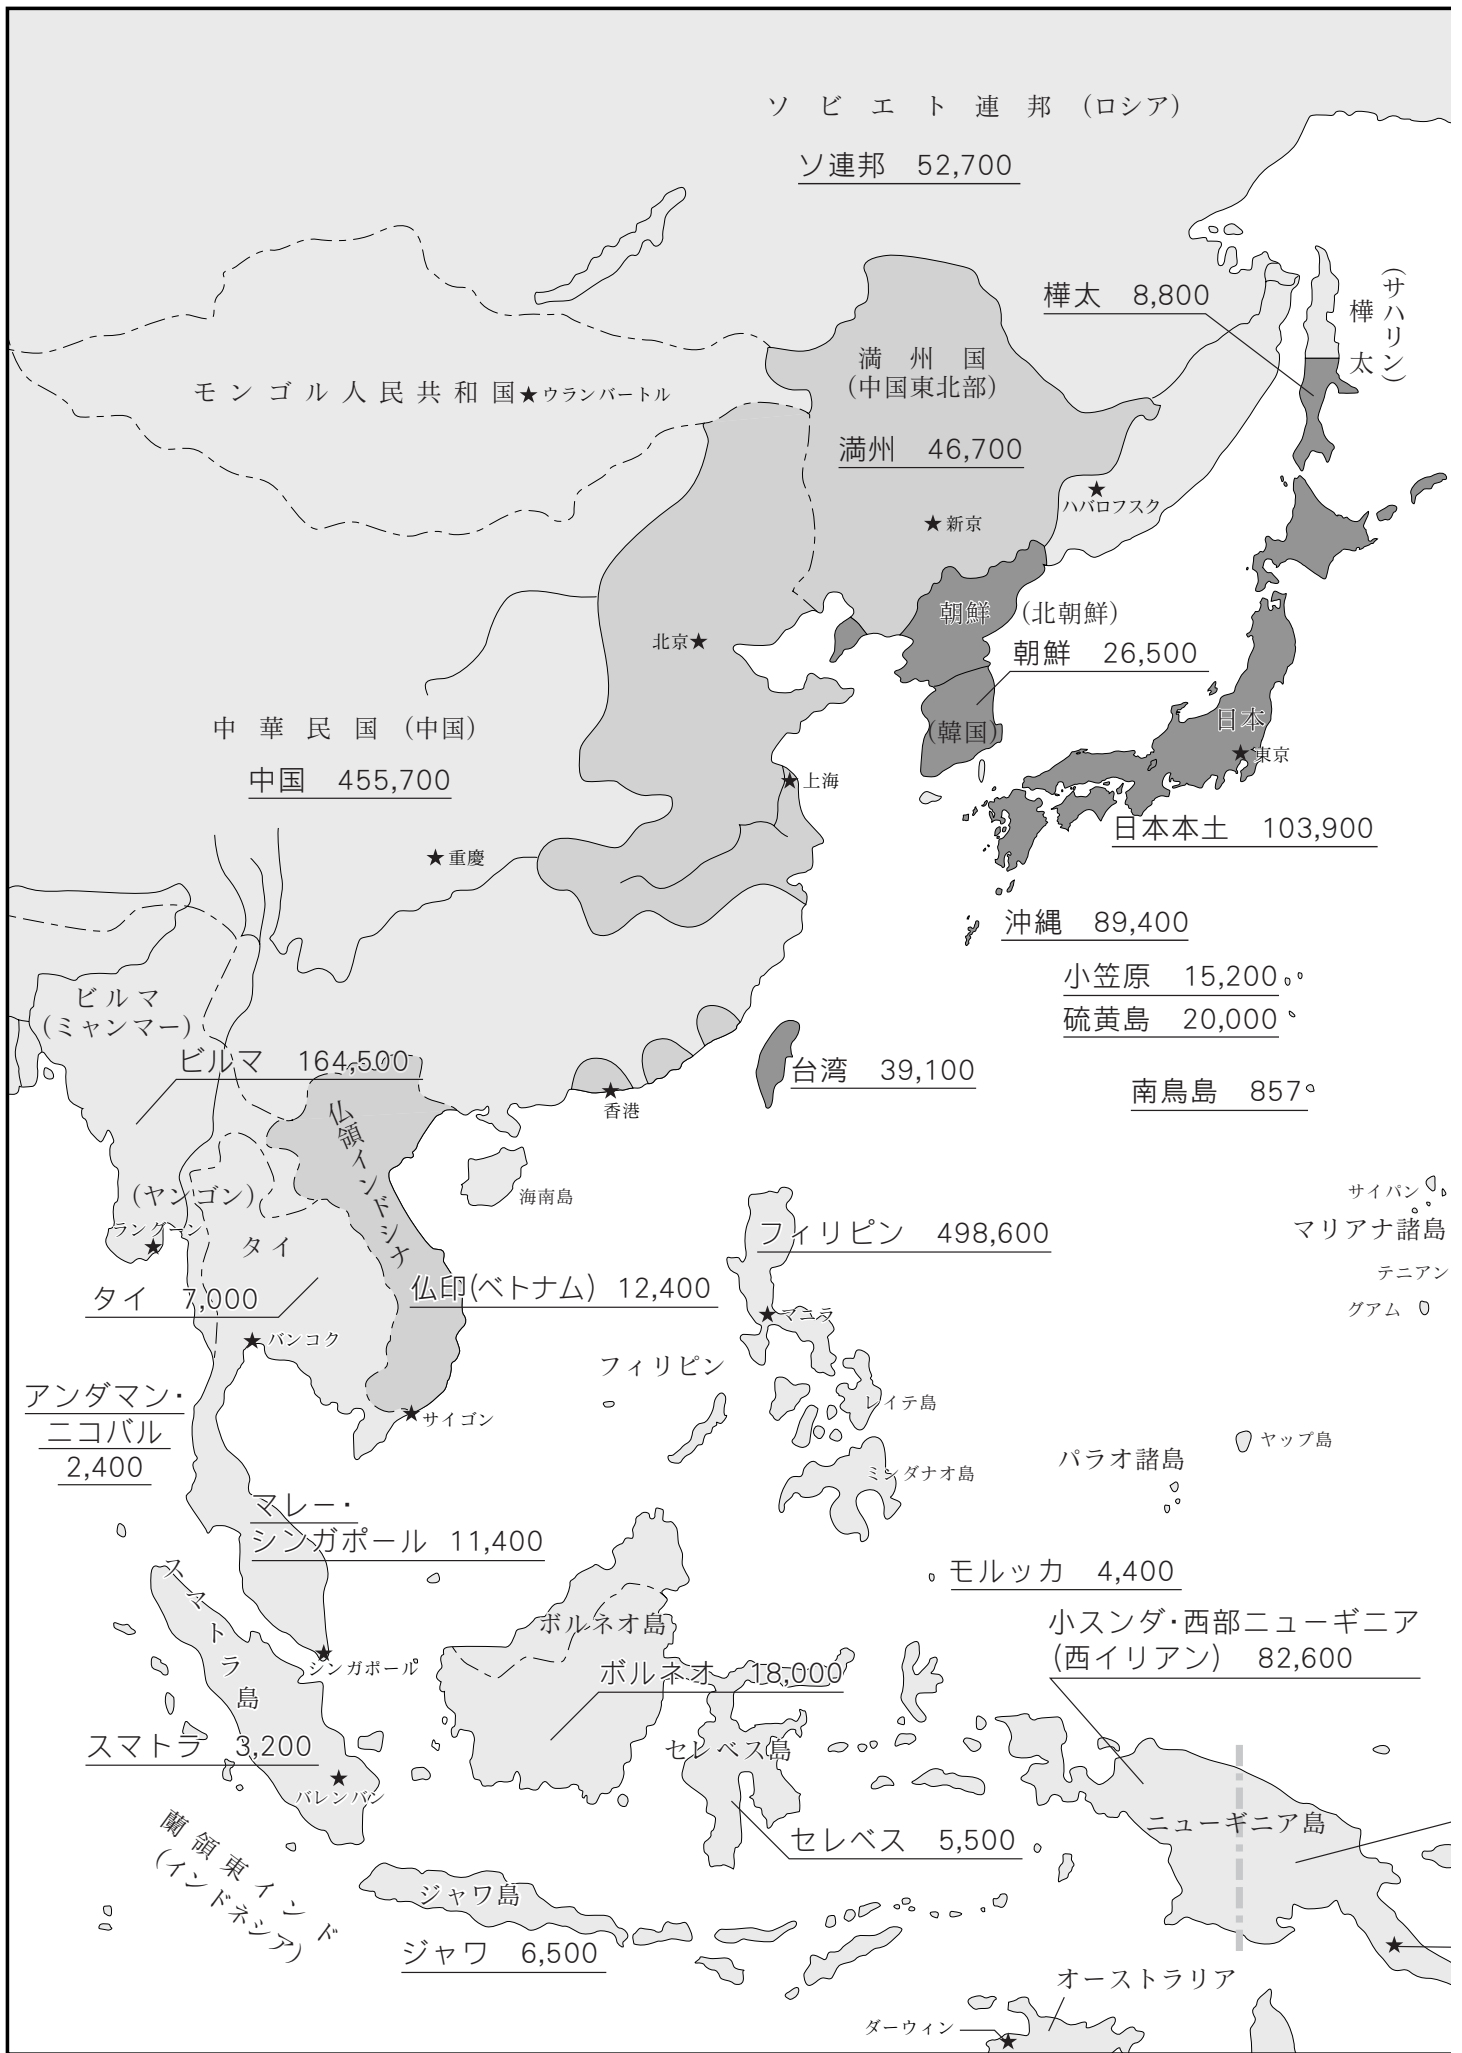 ソビエト連邦 (ロシア)
ソ連邦 52,700
樺太 8,800
樺太
(サハリン)
満州国
(中国東北部)
満州 46,700
モンゴル人民共和国★ウランバートル
★
ハバロフスク
★新京
朝鮮 (北朝鮮)
朝鮮 26,500
(韓国)
北京★
日本
★東京
中華民国 (中国)
中国 455,700
★上海
日本本土 103,900
★重慶
沖縄 89,400
小笠原 15,200
硫黄島 20,000
ビルマ
(ミャンマー)
ビルマ 164,500
台湾 39,100
南鳥島 857
★
香港
仏領インドシナ
海南島
(ヤンゴン)
ラングーン
★
タイ
タイ 7,000
フィリピン 498,600
サイパン
マリアナ諸島
テニアン
グアム
仏印(ベトナム) 12,400
★マニラ
★バンコク
フィリピン
アンダマン・
ニコバル
2,400
★サイゴン
レイテ島
ミンダナオ島
ヤップ島
パラオ諸島
マレー・
シンガポール 11,400
スマトラ島
モルッカ 4,400
ボルネオ島
小スンダ・西部ニューギニア
(西イリアン) 82,600
★
シンガポール
ボルネオ 18,000
スマトラ 3,200
セレベス島
★
バレンバン
ニューギニア島
セレベス 5,500
蘭領東インド
(インドネシア)
ジャワ島
ジャワ 6,500
★
オーストラリア
ダーウィン
★